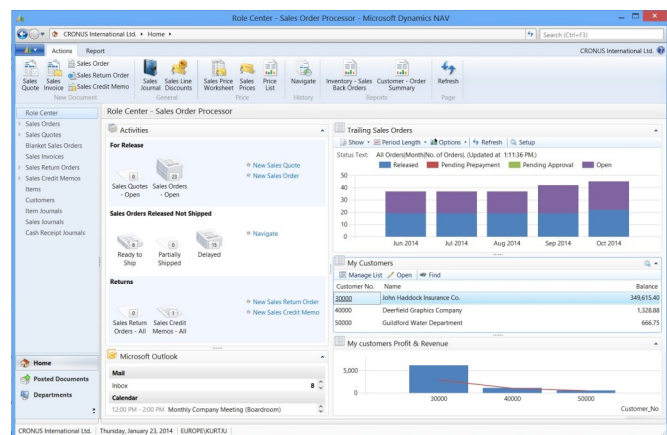 Role Center - Sales Order Processor - Microsoft Dynamics NAV
CRONUS International Ltd. Home
Search (Ctrl+F3)
Actions Report
CRONUS International Ltd.
Sales Quote
Sales Invoice
Sales Order
Sales Return Order
Sales Credit Memo
New Document
Sales Journal
Sales Line Discounts
General
Sales Price Worksheet
Sales Prices
Price List
Price
Navigate
History
Inventory - Sales Back Orders
Customer - Order Summary
Reports
Refresh
Page
Role Center
Sales Orders
Sales Quotes
Blanket Sales Orders
Sales Invoices
Sales Return Orders
Sales Credit Memos
Items
Customers
Item Journals
Sales Journals
Cash Receipt Journals
Home
Posted Documents
Departments
Role Center - Sales Order Processor
Activities
For Release
0
23
Sales Quotes - Open
Sales Orders - Open
New Sales Quote
New Sales Order
Sales Orders Released Not Shipped
6
0
15
Ready to Ship
Partially Shipped
Delayed
Navigate
Returns
0
1
Sales Return Orders - All
Sales Credit Memos - All
New Sales Return Order
New Sales Credit Memo
Microsoft Outlook
Mail
Inbox 8
Calendar
12:00 PM - 2:00 PM Monthly Company Meeting (Boardroom)
Trailing Sales Orders
Show Period Length Options Refresh Setup
Status Text: All Orders(Month|No. of Orders). (Updated at 1:11:36 PM.)
Released Pending Prepayment Pending Approval Open
50
40
30
20
10
0
Jun 2014 Jul 2014 Aug 2014 Sep 2014 Oct 2014
My Customers
Manage List Open Find
Customer No. Name Balance
30000 John Haddock Insurance Co. 349,615.40
40000 Deerfield Graphics Company 1,328.88
50000 Guildford Water Department 666.75
My customers Profit & Revenue
5,000
0
30000 40000 50000
Customer_No
CRONUS International Ltd. Thursday, January 23, 2014 EUROPE\KURTJU